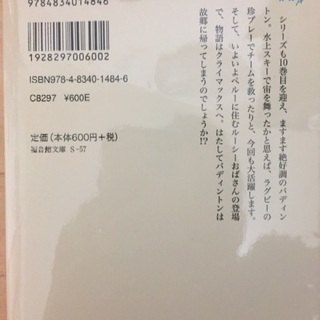 9784834014846
1928297006002
ISBN978-4-8340-1484-6
C8297 ¥600E
定価(本体600円+税)
福音館文庫 S-57
シリーズも10巻目を迎え、ますます絶好調のパディン
トン。水上スキーで宙を舞ったかと思えば、ラグビーの
珍プレーでチームを救ったりと、今回も大活躍します。
そして、いよいよペルーに住むルーシーおばさんの登場
で、物語はクライマックスへ。はたしてパディントンは
故郷に帰ってしまうのでしょうか!?